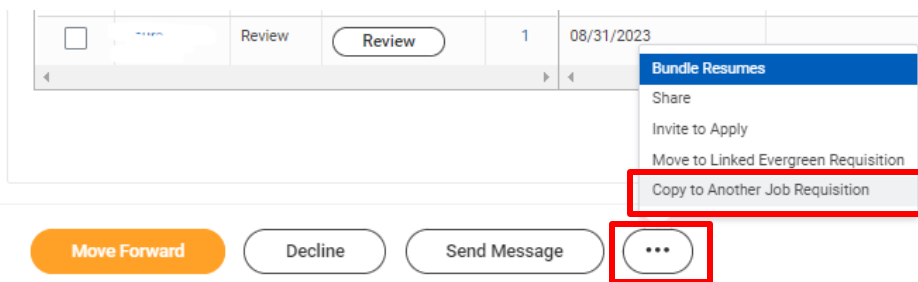 Review Review 1 08/31/2023
Bundle Resumes
Share
Invite to Apply
Move to Linked Evergreen Requisition
Copy to Another Job Requisition
Move Forward Decline Send Message •••